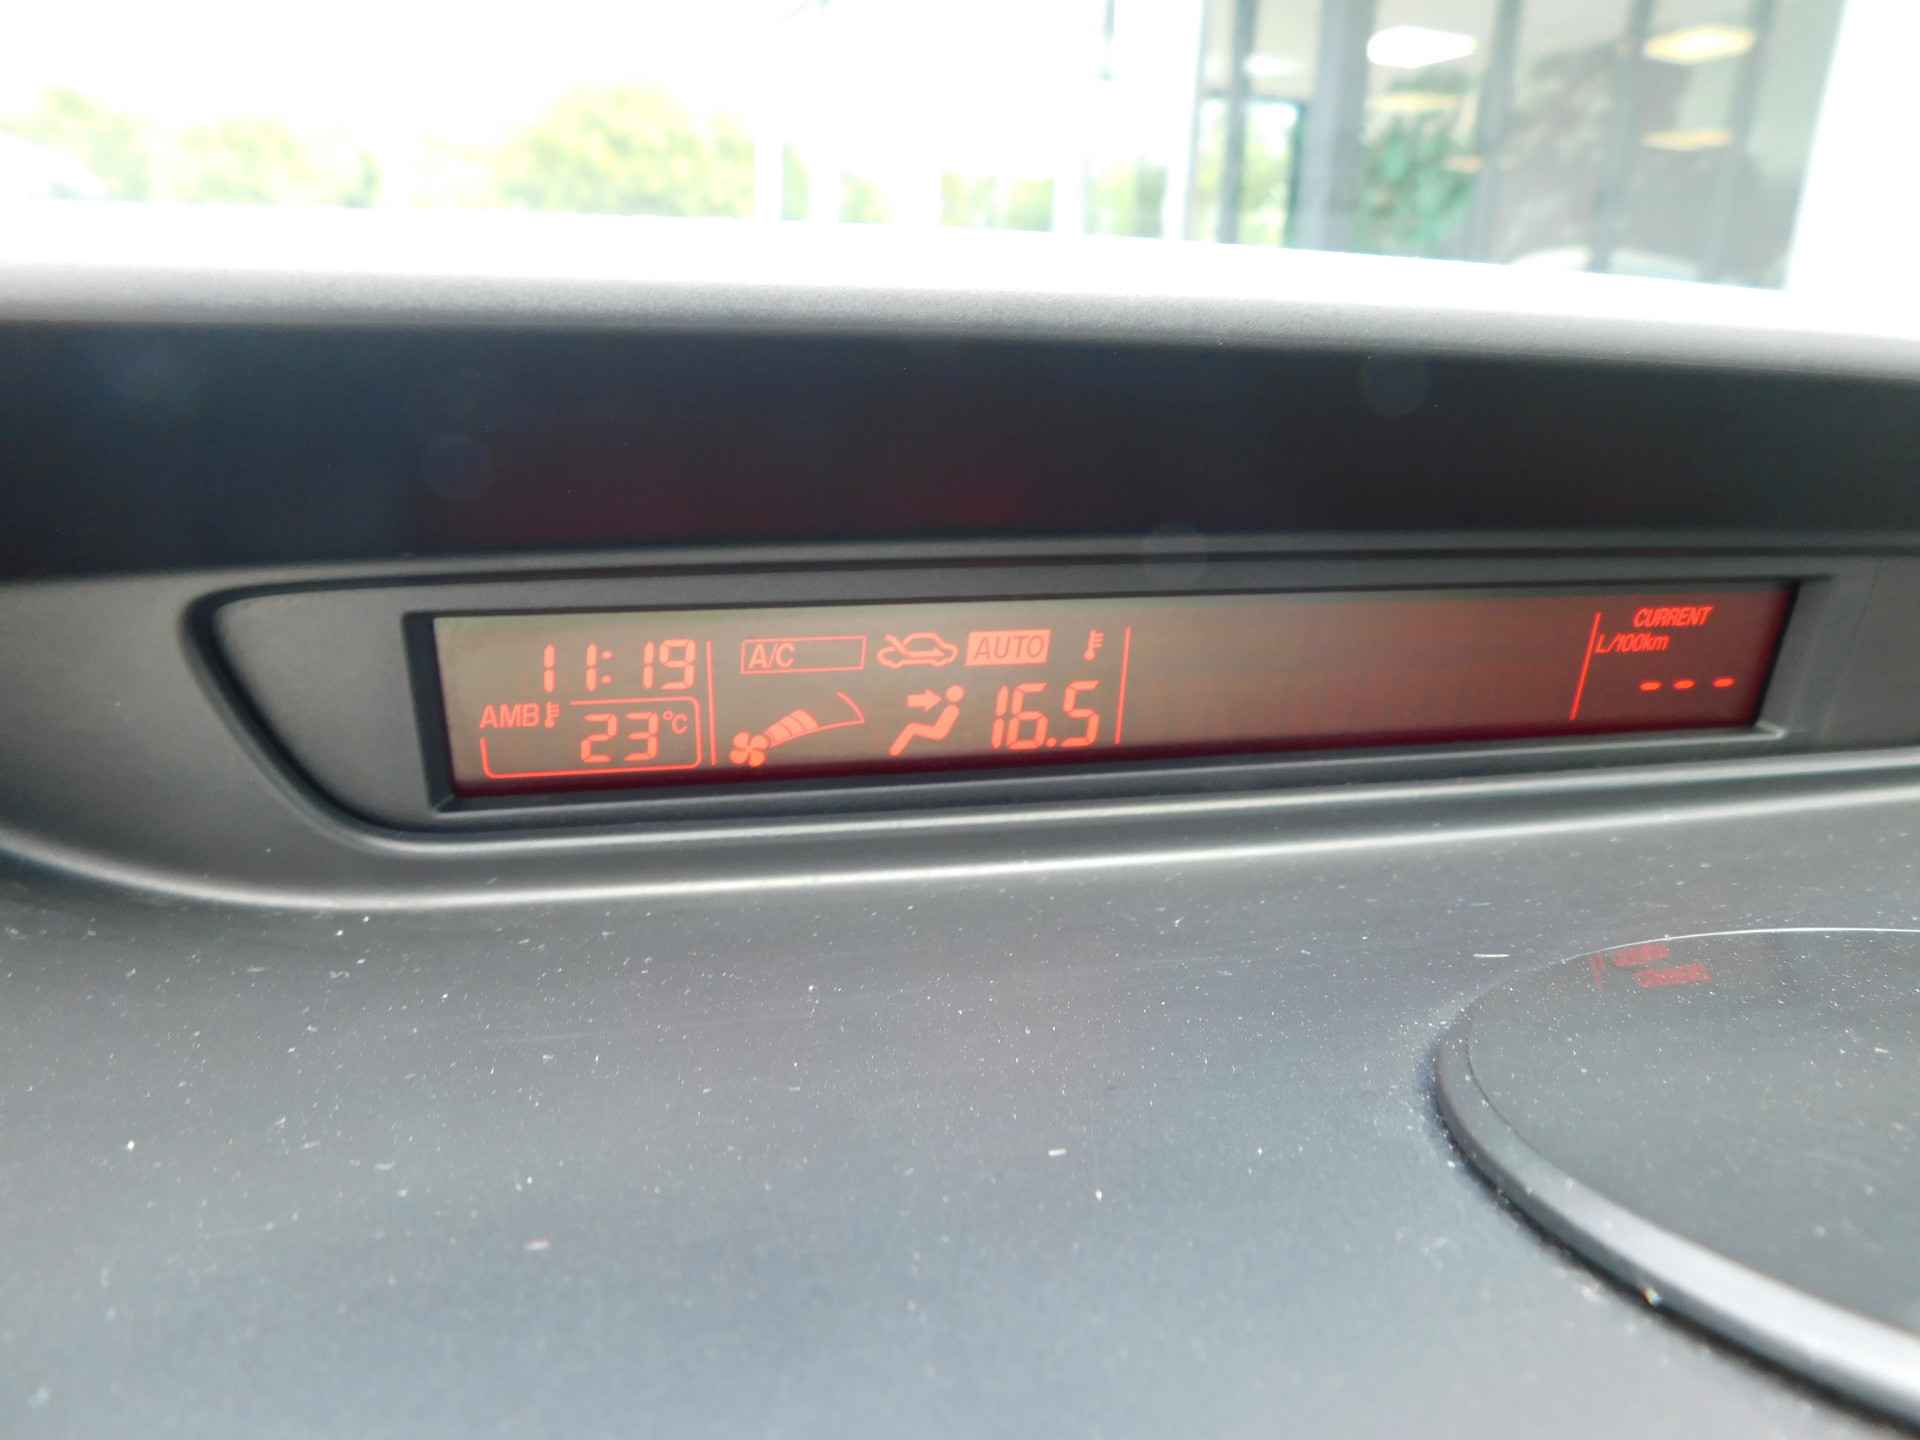 11:19
A/C
AUTO
CURRENT
L/100km
AMB
23°C
16.5
---